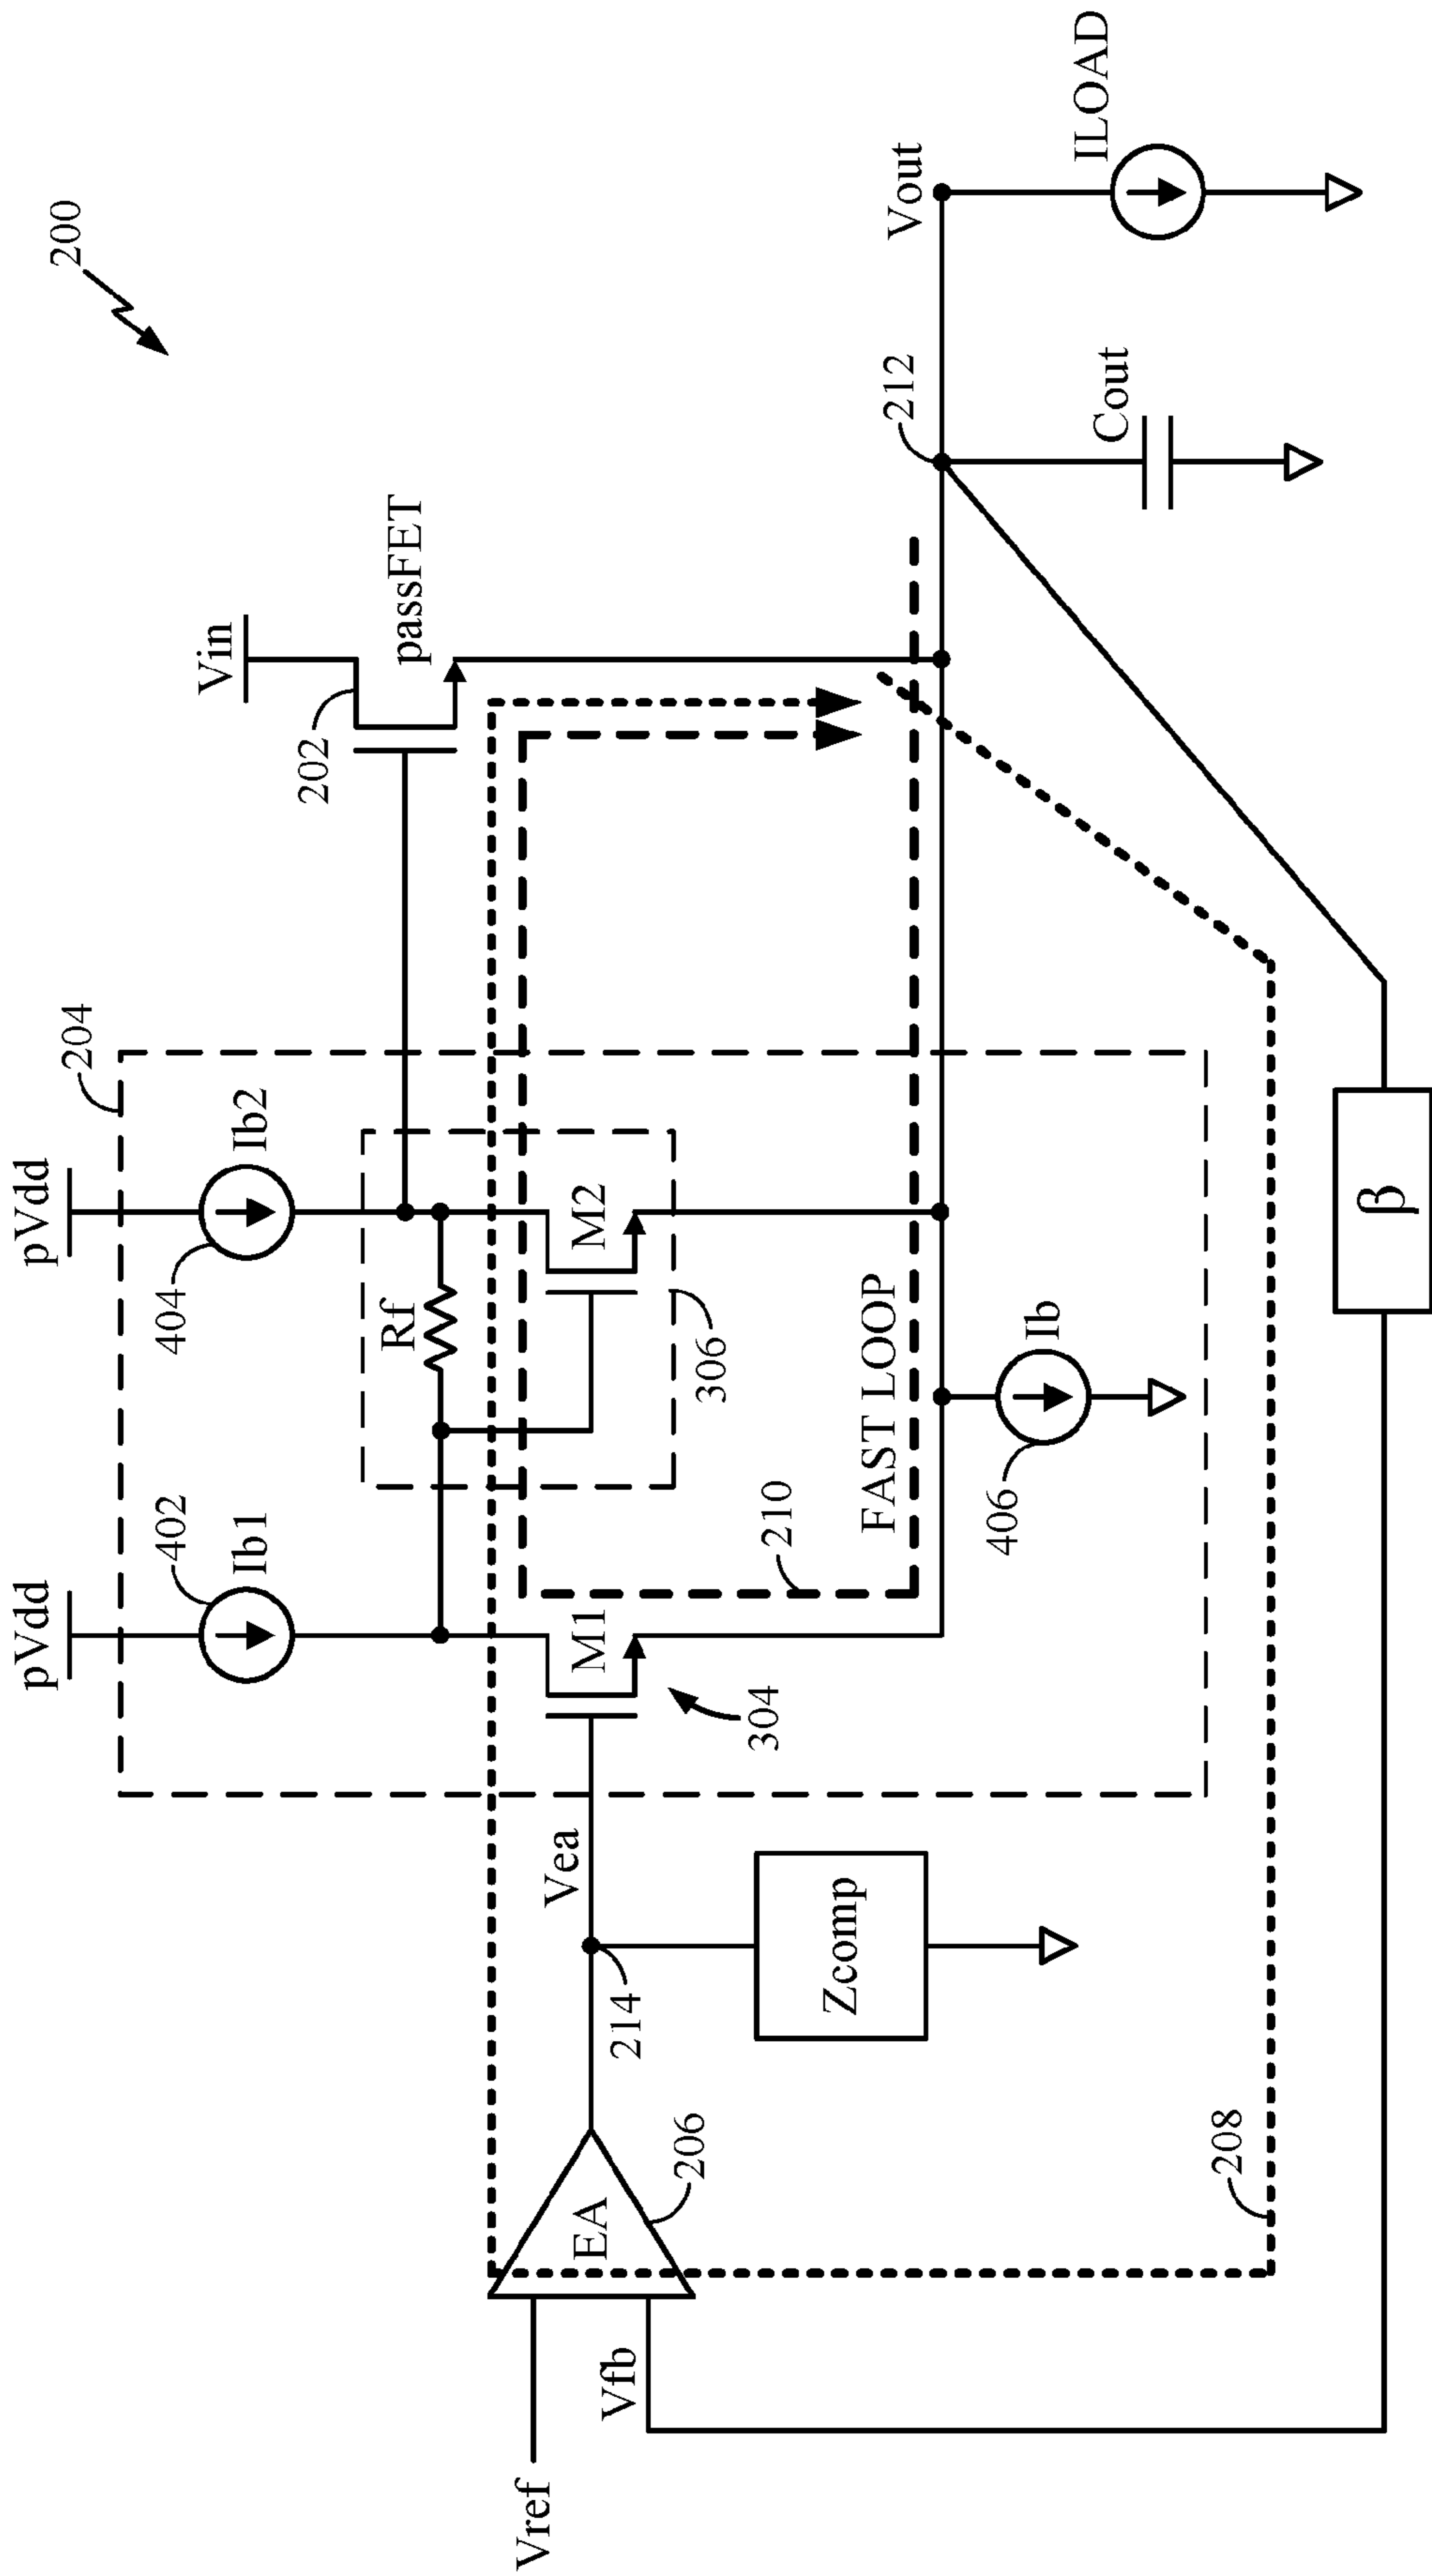 200
pVdd
pVdd
204
Vin
402
Ib1
404
Ib2
202
passFET
Rf
Vref
EA
Vea
M1
M2
Vout
212
Vfb
206
214
304
306
ILOAD
Zcomp
210
FAST LOOP
Cout
406
Ib
208
β